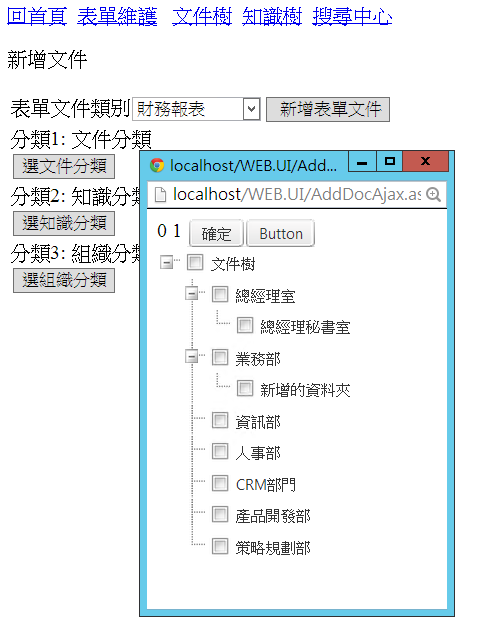 回首頁 表單維護 文件樹 知識樹 搜尋中心
新增文件
表單文件類別 財務報表 新增表單文件
分類1: 文件分類
選文件分類
分類2: 知識分類
選知識分類
分類3: 組織分類
選組織分類
localhost/WEB.UI/Add...
localhost/WEB.UI/AddDocAjax.as
0 1 確定 Button
文件樹
總經理室
總經理秘書室
業務部
新增的資料夾
資訊部
人事部
CRM部門
產品開發部
策略規劃部